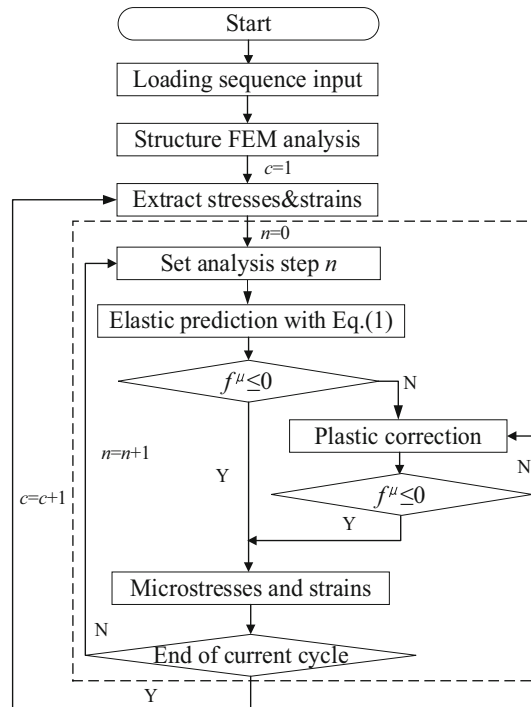 Start
Loading sequence input
Structure FEM analysis
c=1
Extract stresses&strains
n=0
Set analysis step n
Elastic prediction with Eq.(1)
f^μ≤0
N
Plastic correction
n=n+1
Y
N
c=c+1
f^μ≤0
Y
Microstresses and strains
N
End of current cycle
Y